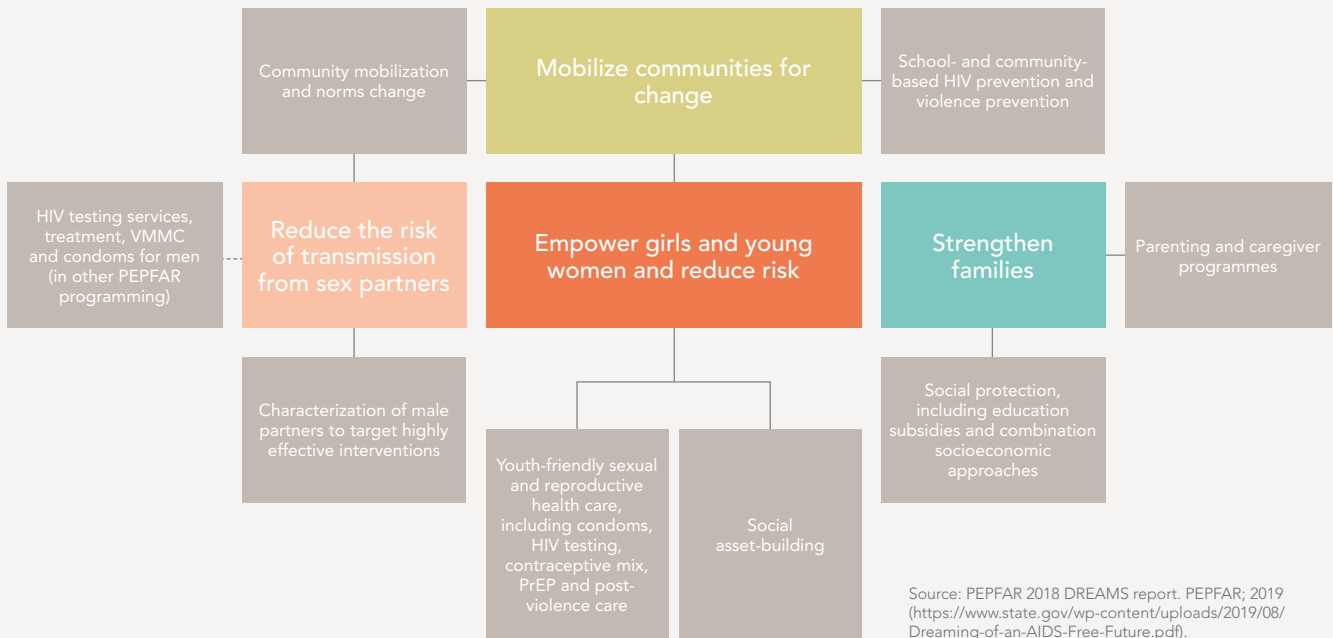 Community mobilization
and norms change
Mobilize communities for
change
School- and community-
based HIV prevention and
violence prevention
HIV testing services,
treatment, VMMC
and condoms for men
(in other PEPFAR
programming)
Reduce the risk
of transmission
from sex partners
Empower girls and young
women and reduce risk
Strengthen
families
Parenting and caregiver
programmes
Characterization of male
partners to target highly
effective interventions
Youth-friendly sexual
and reproductive
health care,
including condoms,
HIV testing,
contraceptive mix,
PrEP and post-
violence care
Social
asset-building
Social protection,
including education
subsidies and combination
socioeconomic
approaches
Source: PEPFAR 2018 DREAMS report. PEPFAR; 2019
(https://www.state.gov/wp-content/uploads/2019/08/
Dreaming-of-an-AIDS-Free-Future.pdf).